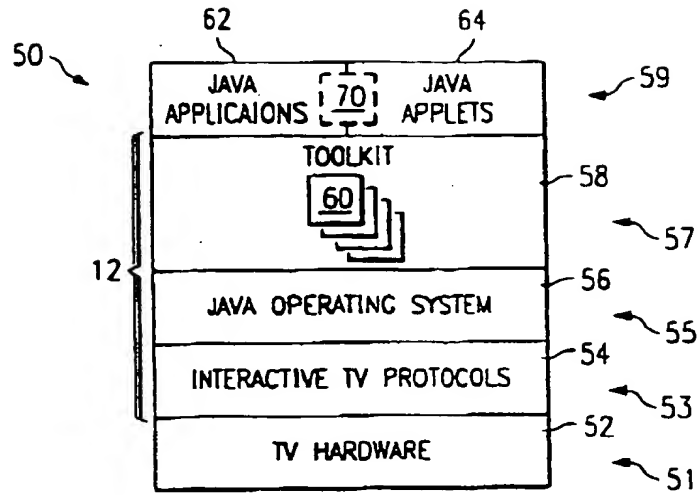 62
64
50
JAVA APPLICAIONS
70
JAVA APPLETS
59
TOOLKIT
58
60
57
12
56
JAVA OPERATING SYSTEM
55
54
INTERACTIVE TV PROTOCOLS
53
52
TV HARDWARE
51